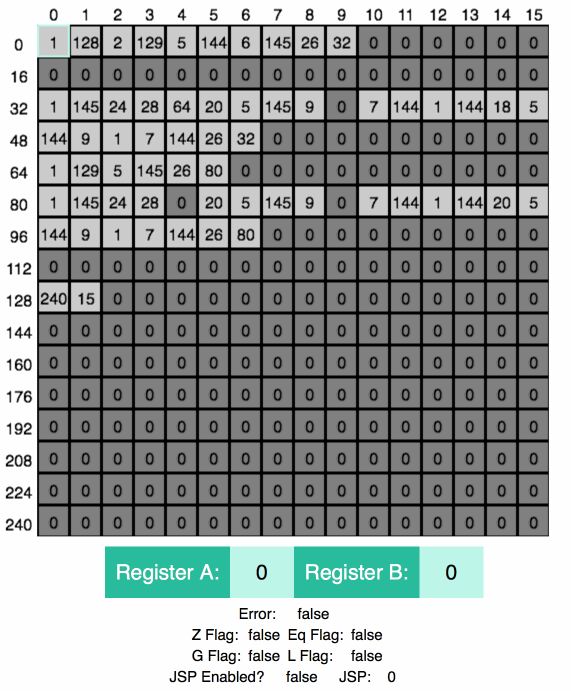 0 1 2 3 4 5 6 7 8 9 10 11 12 13 14 15
0 1 128 2 129 5 144 6 145 26 32 0 0 0 0 0 0
16 0 0 0 0 0 0 0 0 0 0 0 0 0 0 0 0
32 1 145 24 28 64 20 5 145 9 0 7 144 1 144 18 5
48 144 9 1 7 144 26 32 0 0 0 0 0 0 0 0 0
64 1 129 5 145 26 80 0 0 0 0 0 0 0 0 0 0
80 1 145 24 28 0 20 5 145 9 0 7 144 1 144 20 5
96 144 9 1 7 144 26 80 0 0 0 0 0 0 0 0 0
112 0 0 0 0 0 0 0 0 0 0 0 0 0 0 0 0
128 240 15 0 0 0 0 0 0 0 0 0 0 0 0 0 0
144 0 0 0 0 0 0 0 0 0 0 0 0 0 0 0 0
160 0 0 0 0 0 0 0 0 0 0 0 0 0 0 0 0
176 0 0 0 0 0 0 0 0 0 0 0 0 0 0 0 0
192 0 0 0 0 0 0 0 0 0 0 0 0 0 0 0 0
208 0 0 0 0 0 0 0 0 0 0 0 0 0 0 0 0
224 0 0 0 0 0 0 0 0 0 0 0 0 0 0 0 0
240 0 0 0 0 0 0 0 0 0 0 0 0 0 0 0 0
Register A: 0 Register B: 0
Error: false
Z Flag: false Eq Flag: false
G Flag: false L Flag: false
JSP Enabled? false JSP: 0